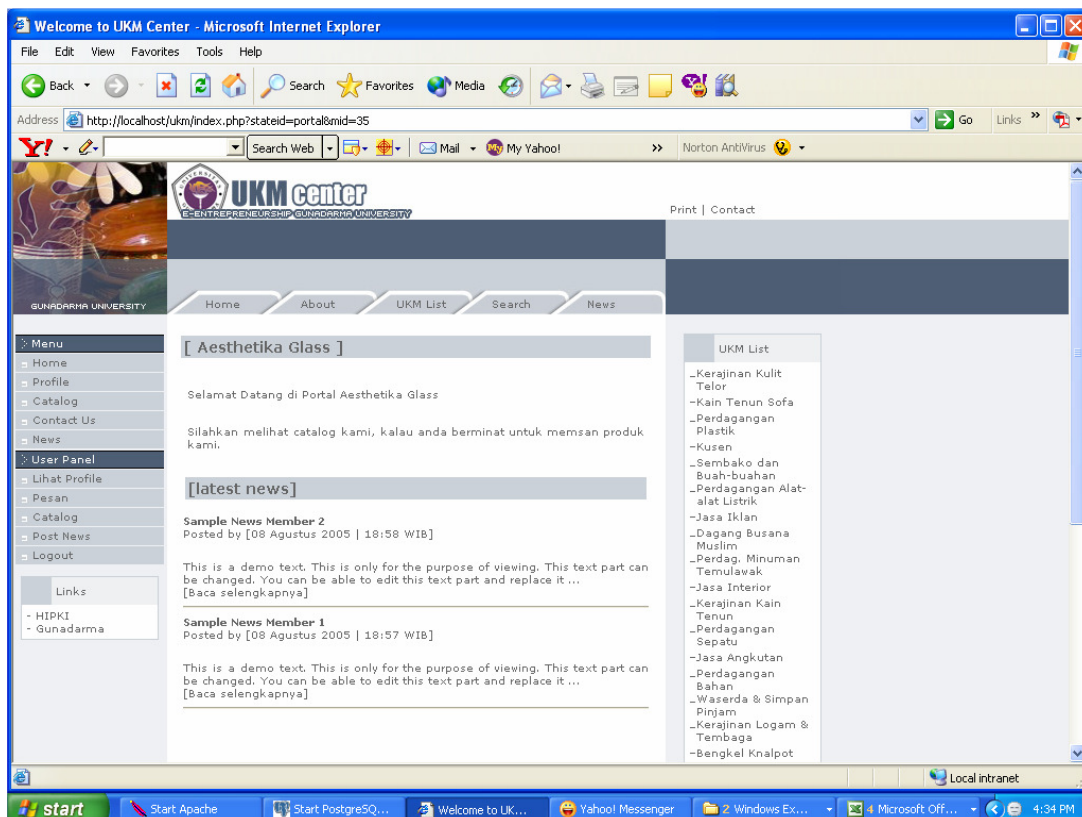 Welcome to UKM Center - Microsoft Internet Explorer
File Edit View Favorites Tools Help
Back Search Favorites Media
Address http://localhost/ukm/index.php?stateid=portal&mid=35 Go Links »
Y! Search Web Mail My Yahoo! » Norton AntiVirus
UKM center
E-ENTREPRENEURSHIP GUNADARMA UNIVERSITY
Print | Contact
GUNADARMA UNIVERSITY
Home About UKM List Search News
Menu
Home
Profile
Catalog
Contact Us
News
User Panel
Lihat Profile
Pesan
Catalog
Post News
Logout
Links
- HIPKI
- Gunadarma
[ Aesthetika Glass ]
Selamat Datang di Portal Aesthetika Glass
Silahkan melihat catalog kami, kalau anda berminat untuk memsan produk
kami.
[latest news]
Sample News Member 2
Posted by [08 Agustus 2005 | 18:58 WIB]
This is a demo text. This is only for the purpose of viewing. This text part can
be changed. You can be able to edit this text part and replace it ...
[Baca selengkapnya]
Sample News Member 1
Posted by [08 Agustus 2005 | 18:57 WIB]
This is a demo text. This is only for the purpose of viewing. This text part can
be changed. You can be able to edit this text part and replace it ...
[Baca selengkapnya]
UKM List
-Kerajinan Kulit
Telor
-Kain Tenun Sofa
-Perdagangan
Plastik
-Kusen
-Sembako dan
Buah-buahan
-Perdagangan Alat-
alat Listrik
-Jasa Iklan
-Dagang Busana
Muslim
-Perdag. Minuman
Temulawak
-Jasa Interior
-Kerajinan Kain
Tenun
-Perdagangan
Sepatu
-Jasa Angkutan
-Perdagangan
Bahan
-Waserda & Simpan
Pinjam
-Kerajinan Logam &
Tembaga
-Bengkel Knalpot
Local intranet
start Start Apache Start PostgreSQ... Welcome to UK... Yahoo! Messenger 2 Windows Ex... 4 Microsoft Off... 4:34 PM